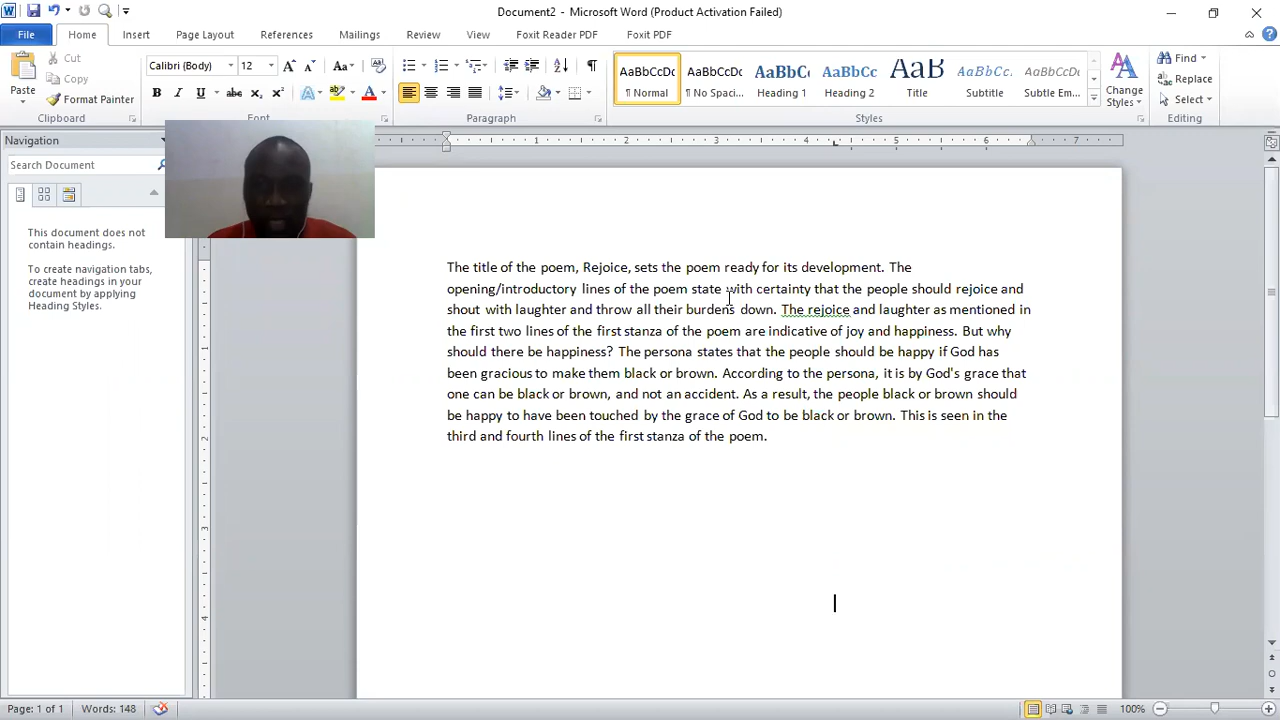 Document2 - Microsoft Word (Product Activation Failed)
File Home Insert Page Layout References Mailings Review View Foxit Reader PDF Foxit PDF
Paste
Cut
Copy
Format Painter
Clipboard
Calibri (Body) 12
Font
Paragraph
AaBbCcDc AaBbCcDc AaBbC AaBbCc AaB AaBbCc. AaBbCcDc
¶ Normal ¶ No Spaci... Heading 1 Heading 2 Title Subtitle Subtle Em...
Change
Styles
Styles
Find
Replace
Select
Editing
Navigation
Search Document
This document does not
contain headings.
To create navigation tabs,
create headings in your
document by applying
Heading Styles.
1 2 3 4 5 6 7
2
3
4
The title of the poem, Rejoice, sets the poem ready for its development. The
opening/introductory lines of the poem state with certainty that the people should rejoice and
shout with laughter and throw all their burdens down. The rejoice and laughter as mentioned in
the first two lines of the first stanza of the poem are indicative of joy and happiness. But why
should there be happiness? The persona states that the people should be happy if God has
been gracious to make them black or brown. According to the persona, it is by God's grace that
one can be black or brown, and not an accident. As a result, the people black or brown should
be happy to have been touched by the grace of God to be black or brown. This is seen in the
third and fourth lines of the first stanza of the poem.
Page: 1 of 1 Words: 148 100%